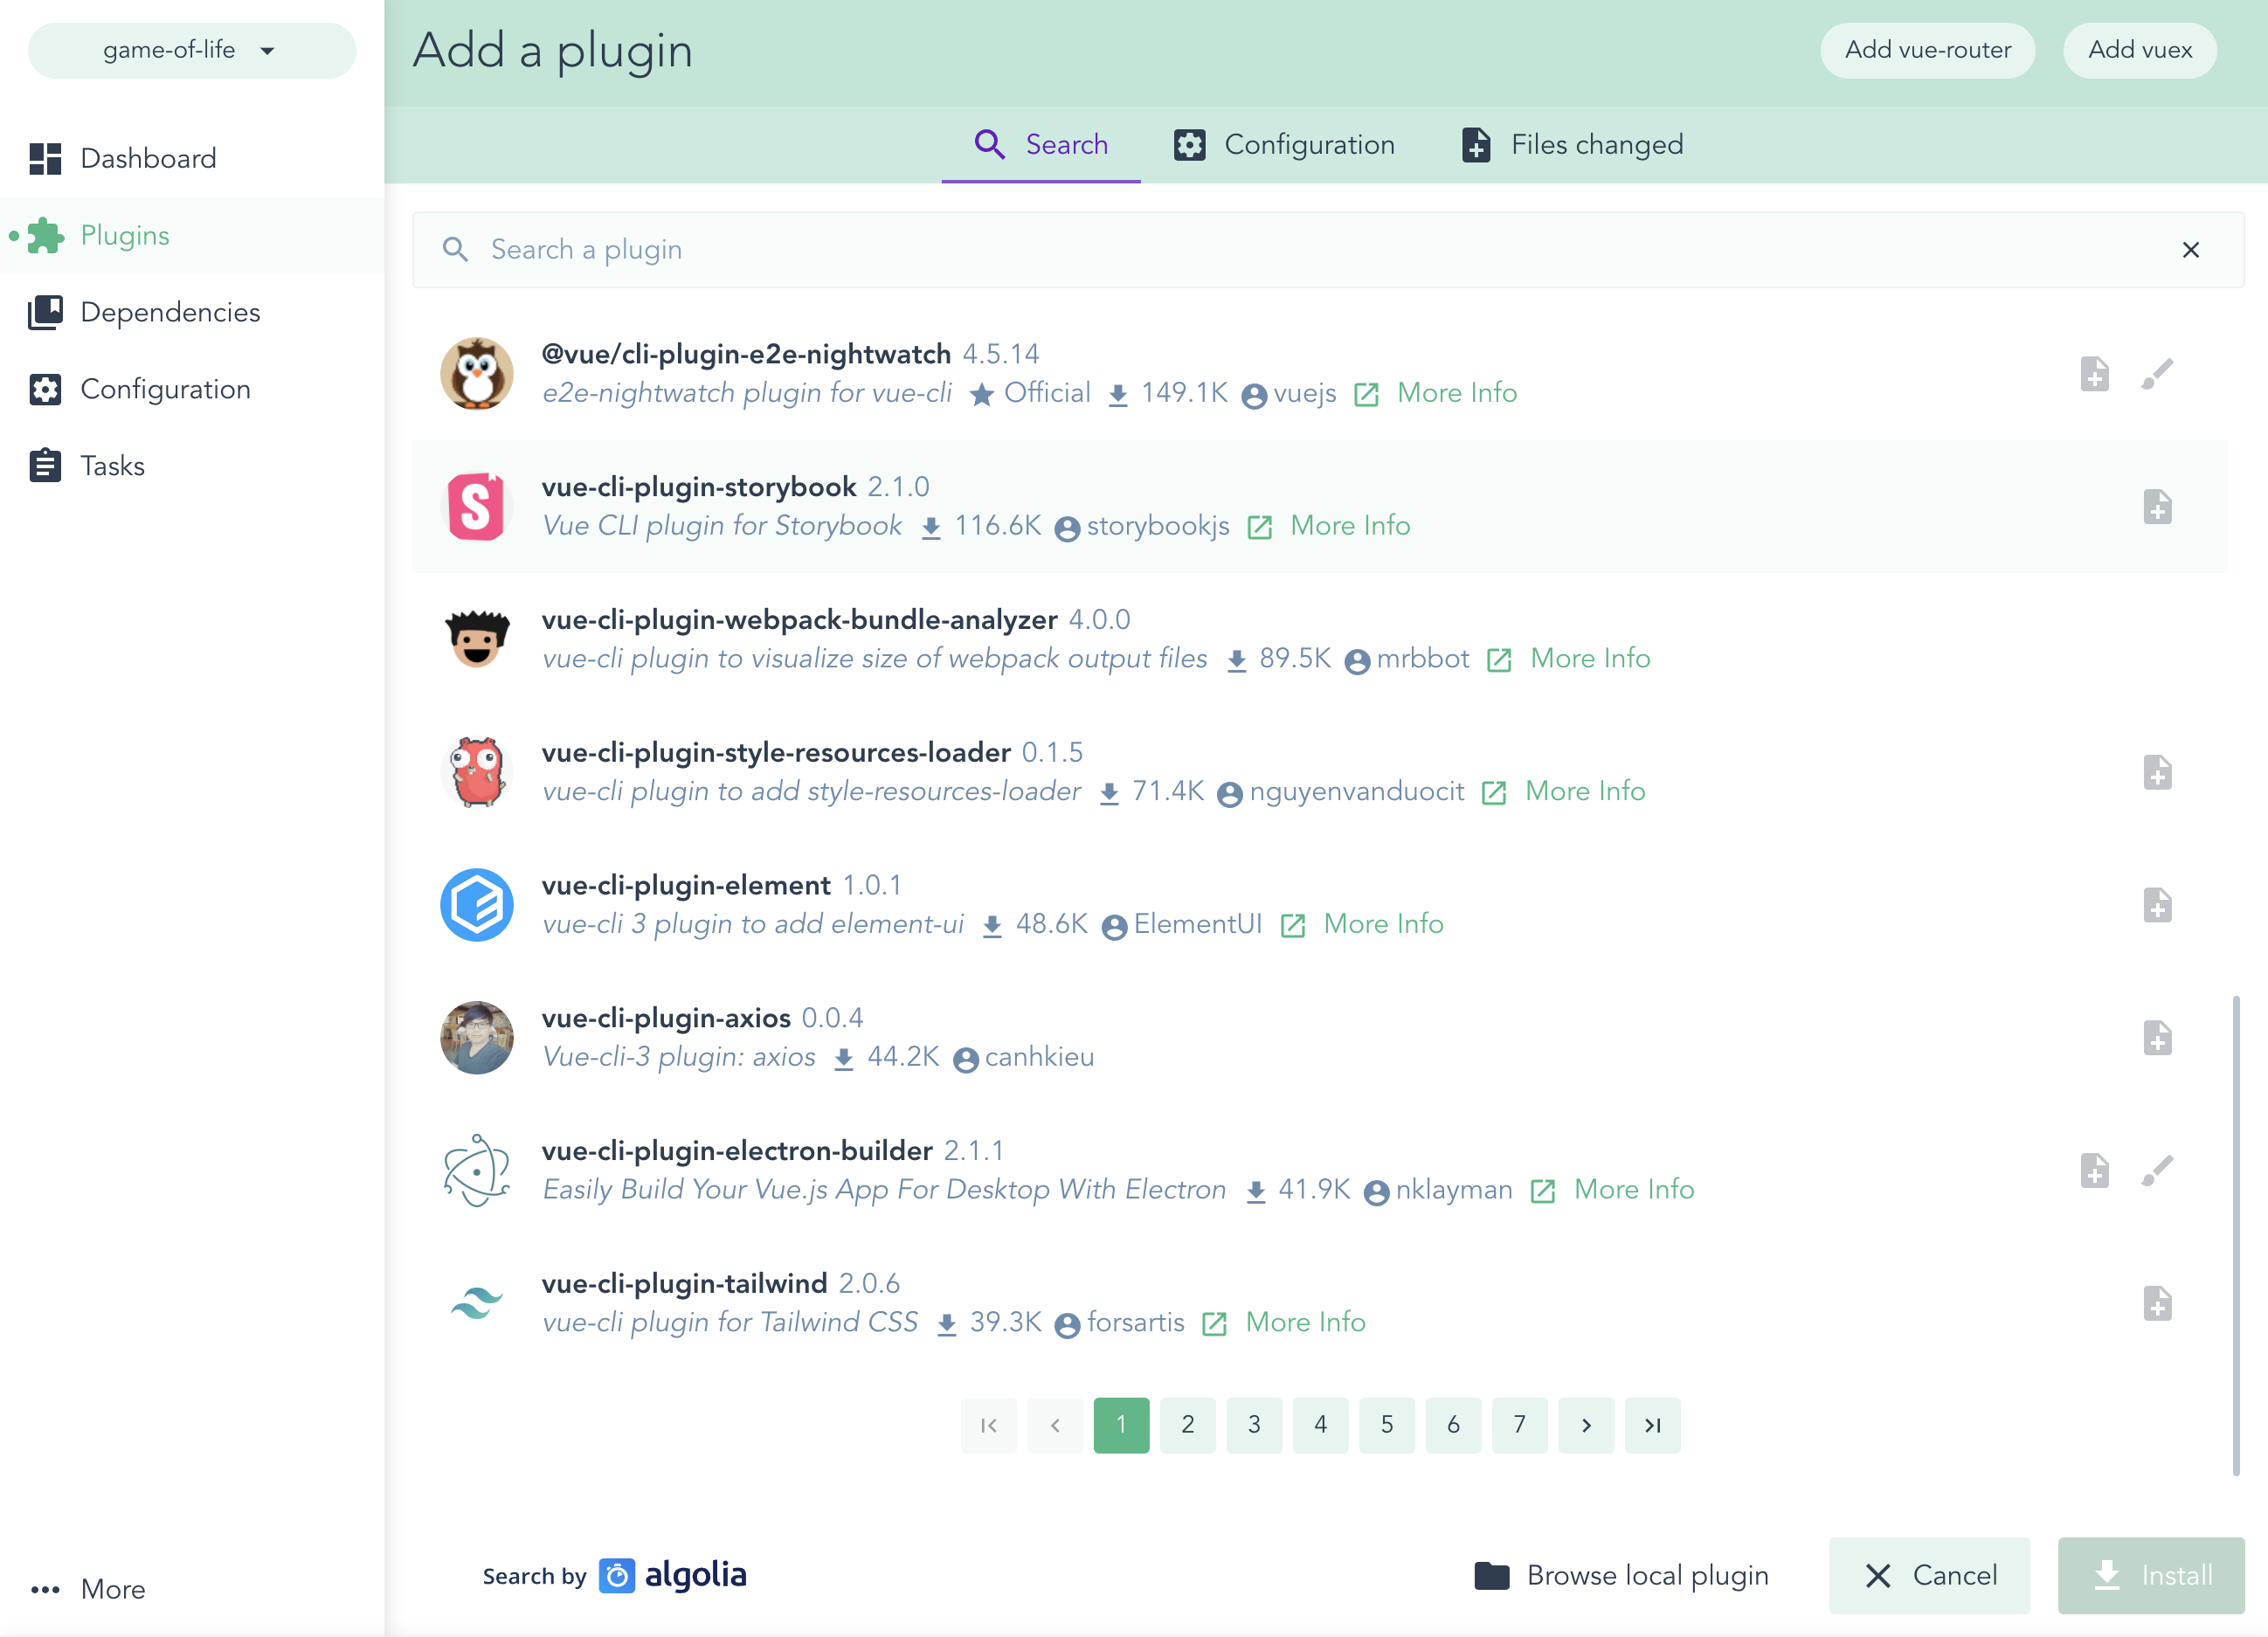 game-of-life
Dashboard
Plugins
Dependencies
Configuration
Tasks
More
Add a plugin
Add vue-router
Add vuex
Search
Configuration
Files changed
Search a plugin
@vue/cli-plugin-e2e-nightwatch 4.5.14
e2e-nightwatch plugin for vue-cli Official 149.1K vuejs More Info
vue-cli-plugin-storybook 2.1.0
Vue CLI plugin for Storybook 116.6K storybookjs More Info
vue-cli-plugin-webpack-bundle-analyzer 4.0.0
vue-cli plugin to visualize size of webpack output files 89.5K mrbbot More Info
vue-cli-plugin-style-resources-loader 0.1.5
vue-cli plugin to add style-resources-loader 71.4K nguyenvanduocit More Info
vue-cli-plugin-element 1.0.1
vue-cli 3 plugin to add element-ui 48.6K ElementUI More Info
vue-cli-plugin-axios 0.0.4
Vue-cli-3 plugin: axios 44.2K canhkieu
vue-cli-plugin-electron-builder 2.1.1
Easily Build Your Vue.js App For Desktop With Electron 41.9K nklayman More Info
vue-cli-plugin-tailwind 2.0.6
vue-cli plugin for Tailwind CSS 39.3K forsartis More Info
1 2 3 4 5 6 7
Search by algolia
Browse local plugin
Cancel
Install